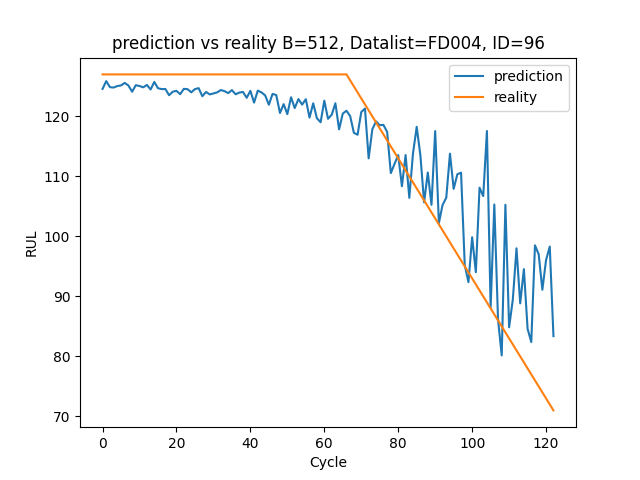 prediction vs reality B=512, Datalist=FD004, ID=96
prediction
reality
RUL
120
110
100
90
80
70
0 20 40 60 80 100 120
Cycle